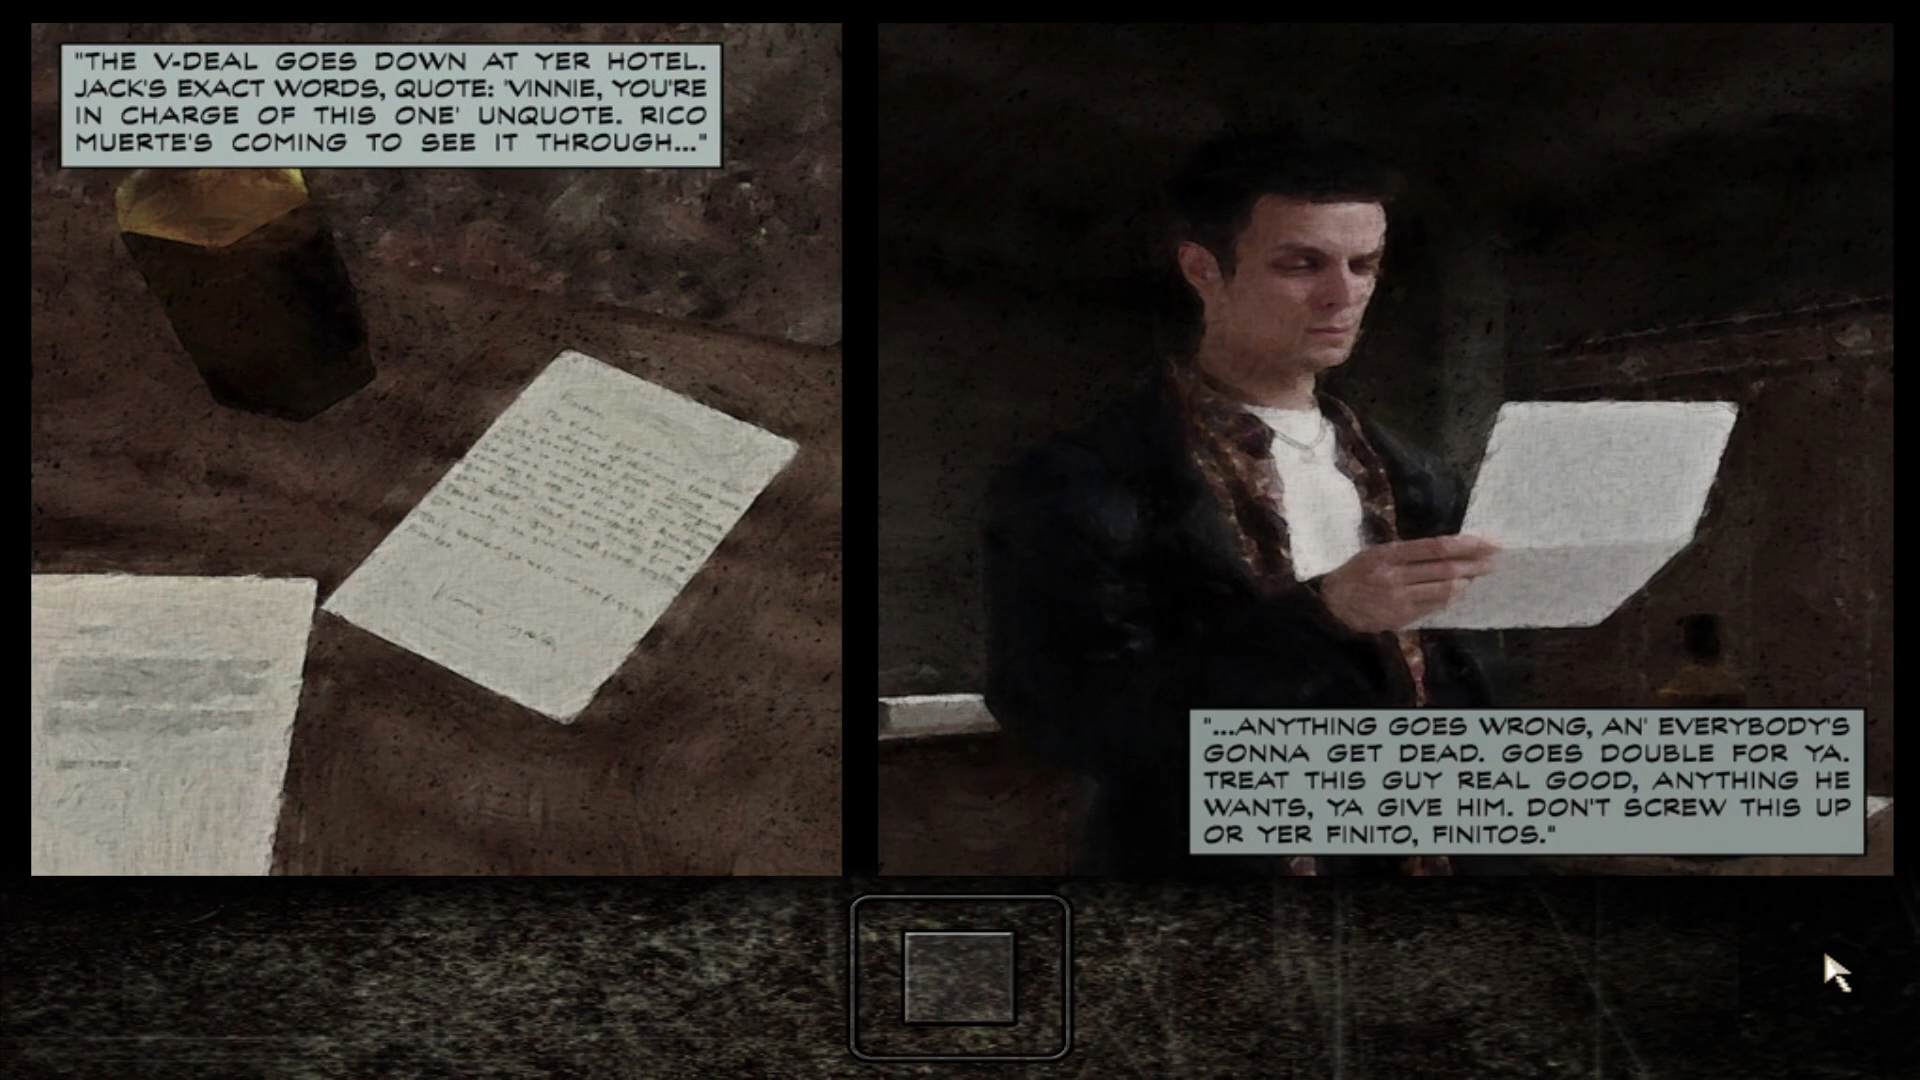 "THE V-DEAL GOES DOWN AT YER HOTEL.
JACK'S EXACT WORDS, QUOTE: 'VINNIE, YOU'RE
IN CHARGE OF THIS ONE' UNQUOTE. RICO
MUERTE'S COMING TO SEE IT THROUGH..."
"...ANYTHING GOES WRONG, AN' EVERYBODY'S
GONNA GET DEAD. GOES DOUBLE FOR YA.
TREAT THIS GUY REAL GOOD, ANYTHING HE
WANTS, YA GIVE HIM. DON'T SCREW THIS UP
OR YER FINITO, FINITOS."